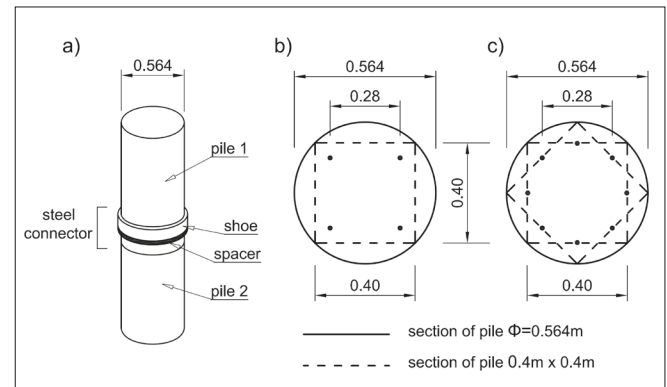 a)
0.564
pile 1
steel
connector
shoe
spacer
pile 2
b)
0.564
0.28
0.40
0.40
c)
0.564
0.28
0.40
section of pile Φ=0.564m
section of pile 0.4m x 0.4m